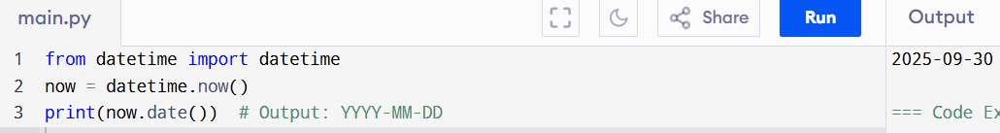 main.py
Share
Run
Output
1 from datetime import datetime
2 now = datetime.now()
3 print(now.date())  # Output: YYYY-MM-DD
2025-09-30
=== Code Ex